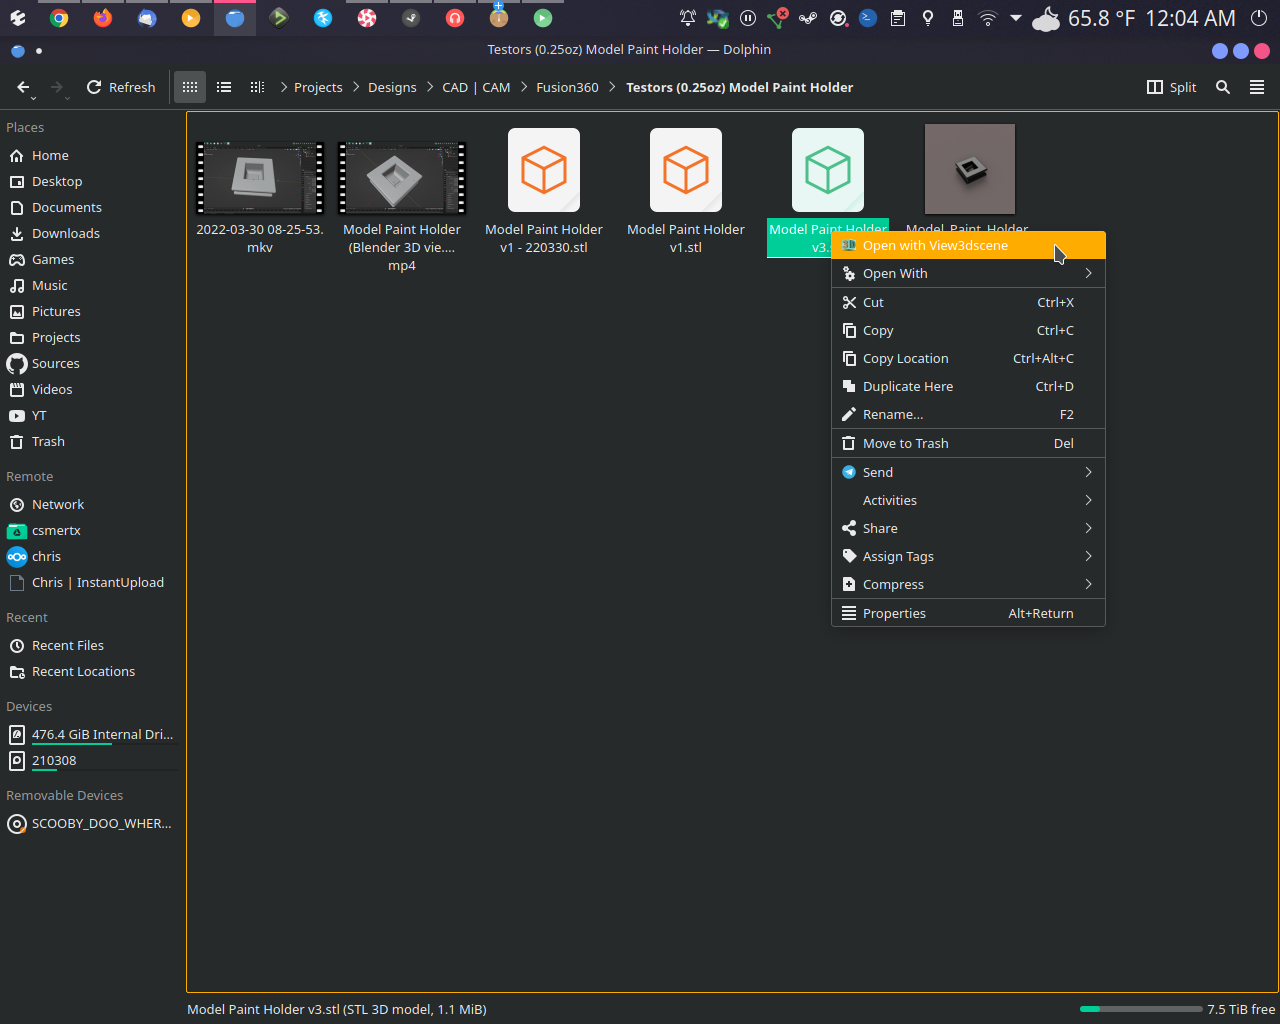 65.8 °F 12:04 AM
Testors (0.25oz) Model Paint Holder — Dolphin
Refresh
Projects
Designs
CAD | CAM
Fusion360
Testors (0.25oz) Model Paint Holder
Split
Places
Home
Desktop
Documents
Downloads
Games
Music
Pictures
Projects
Sources
Videos
YT
Trash
Remote
Network
csmertx
chris
Chris | InstantUpload
Recent
Recent Files
Recent Locations
Devices
476.4 GiB Internal Dri...
210308
Removable Devices
SCOOBY_DOO_WHER...
2022-03-30 08-25-53.
mkv
Model Paint Holder
(Blender 3D vie....
mp4
Model Paint Holder
v1 - 220330.stl
Model Paint Holder
v1.stl
Model Paint Holder
v3.
Model_Paint_Holder
Open with View3dscene
Open With
Cut Ctrl+X
Copy Ctrl+C
Copy Location Ctrl+Alt+C
Duplicate Here Ctrl+D
Rename... F2
Move to Trash Del
Send
Activities
Share
Assign Tags
Compress
Properties Alt+Return
Model Paint Holder v3.stl (STL 3D model, 1.1 MiB)
7.5 TiB free